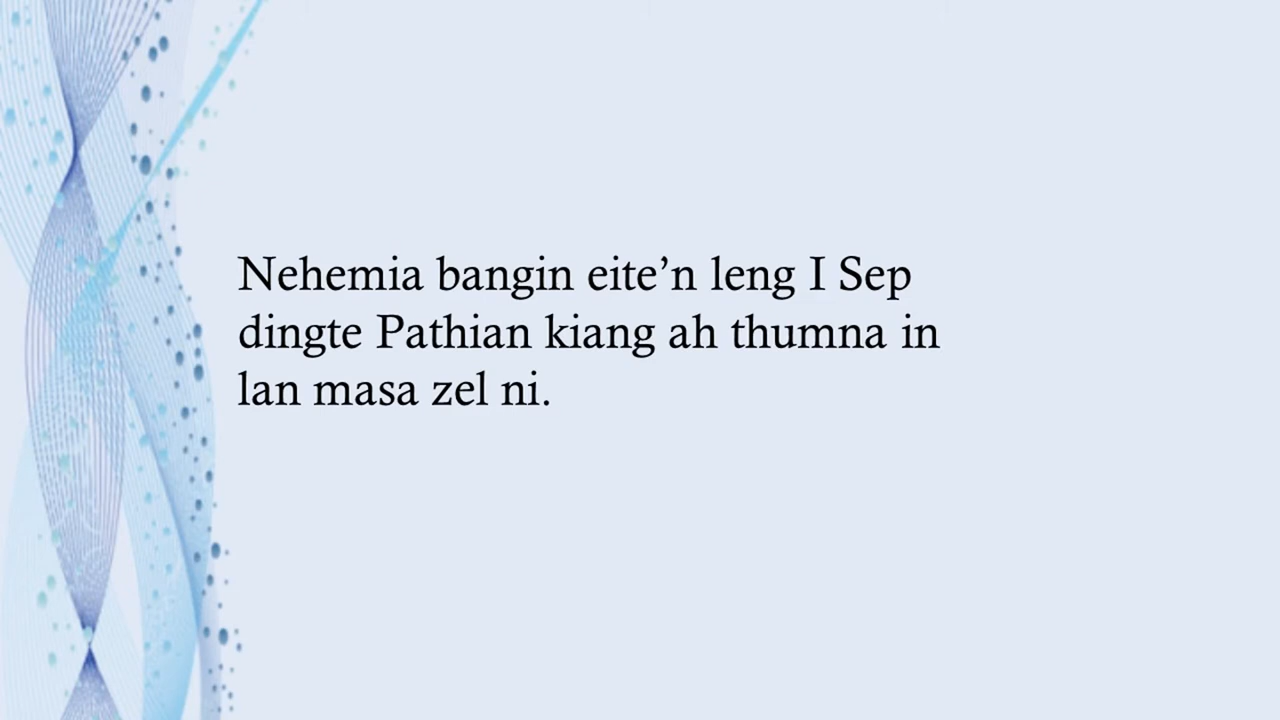 Nehemia bangin eite’n leng I Sep
dingte Pathian kiang ah thumna in
lan masa zel ni.